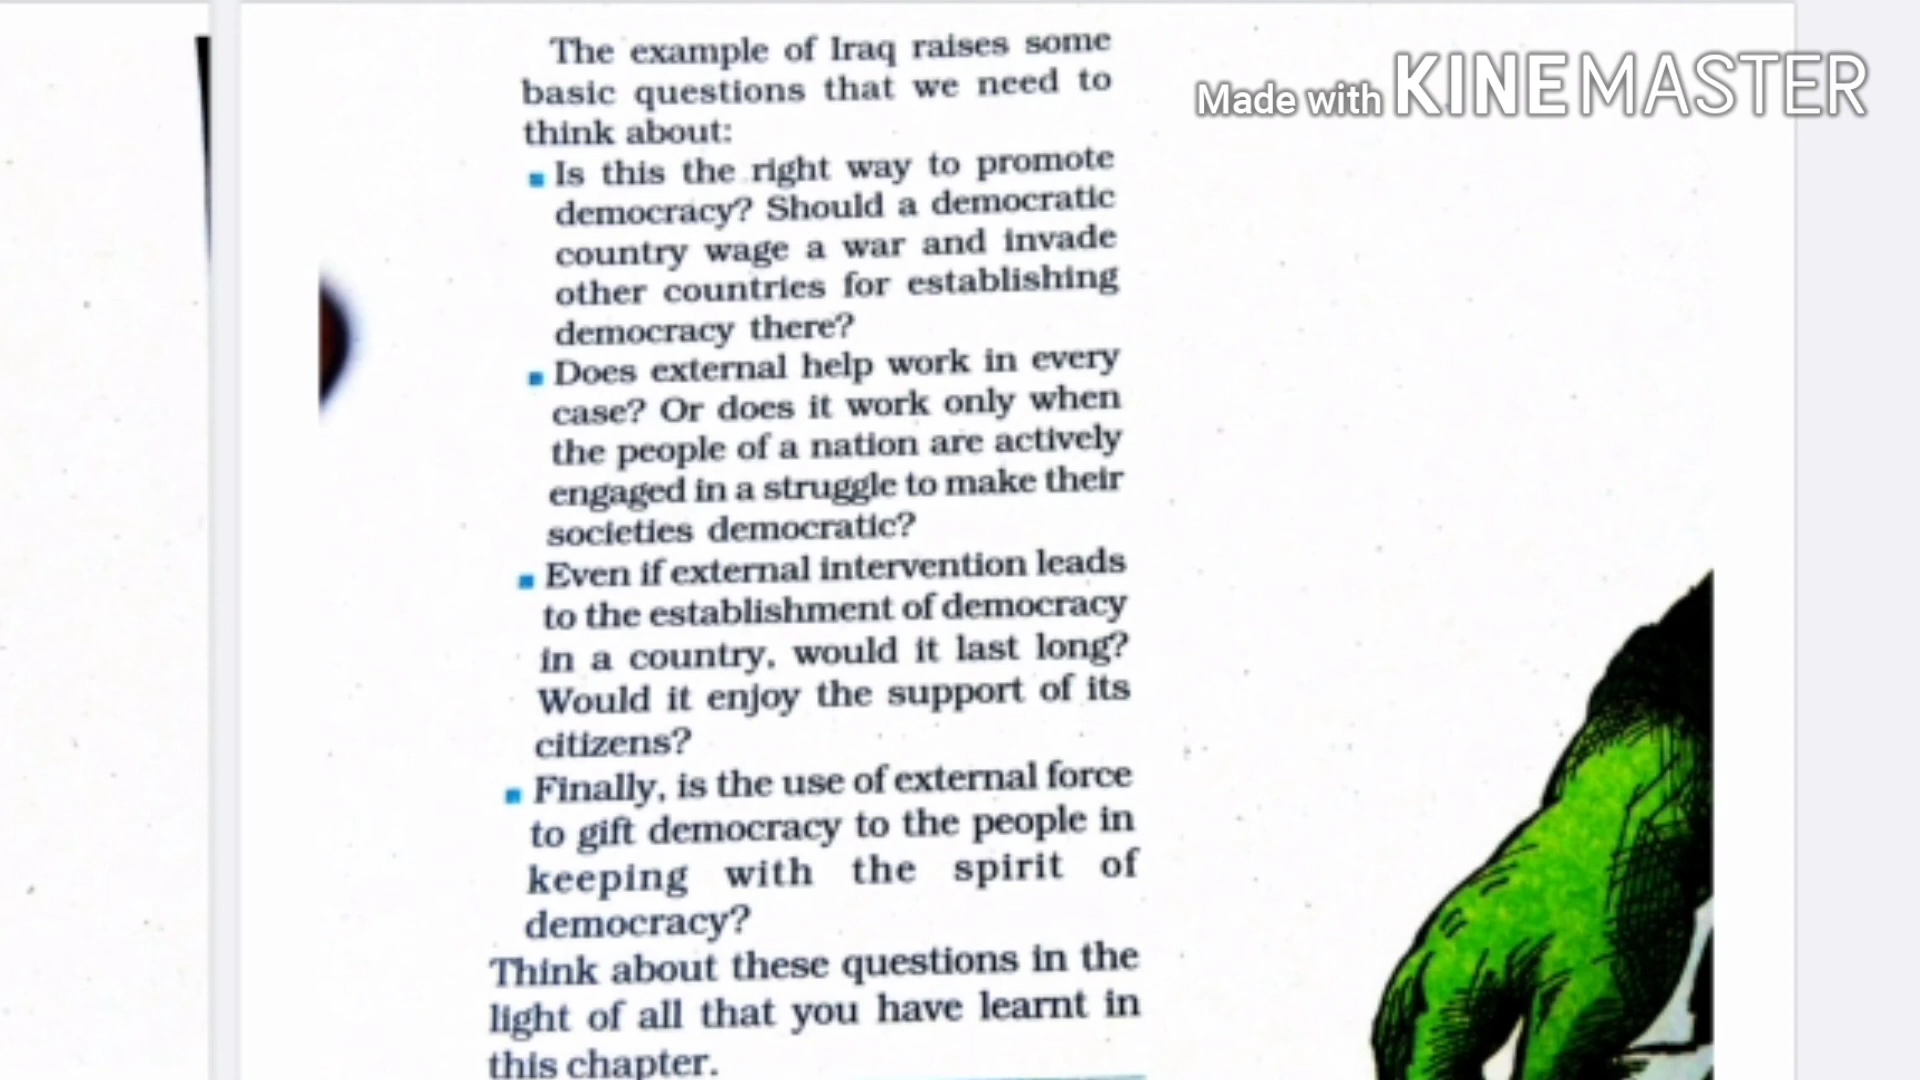 The example of Iraq raises some
basic questions that we need to
think about:
Is this the right way to promote
democracy? Should a democratic
country wage a war and invade
other countries for establishing
democracy there?
Does external help work in every
case? Or does it work only when
the people of a nation are actively
engaged in a struggle to make their
societies democratic?
Even if external intervention leads
to the establishment of democracy
in a country, would it last long?
Would it enjoy the support of its
citizens?
Finally, is the use of external force
to gift democracy to the people in
keeping with the spirit of
democracy?
Think about these questions in the
light of all that you have learnt in
this chapter.
Made with KINEMASTER